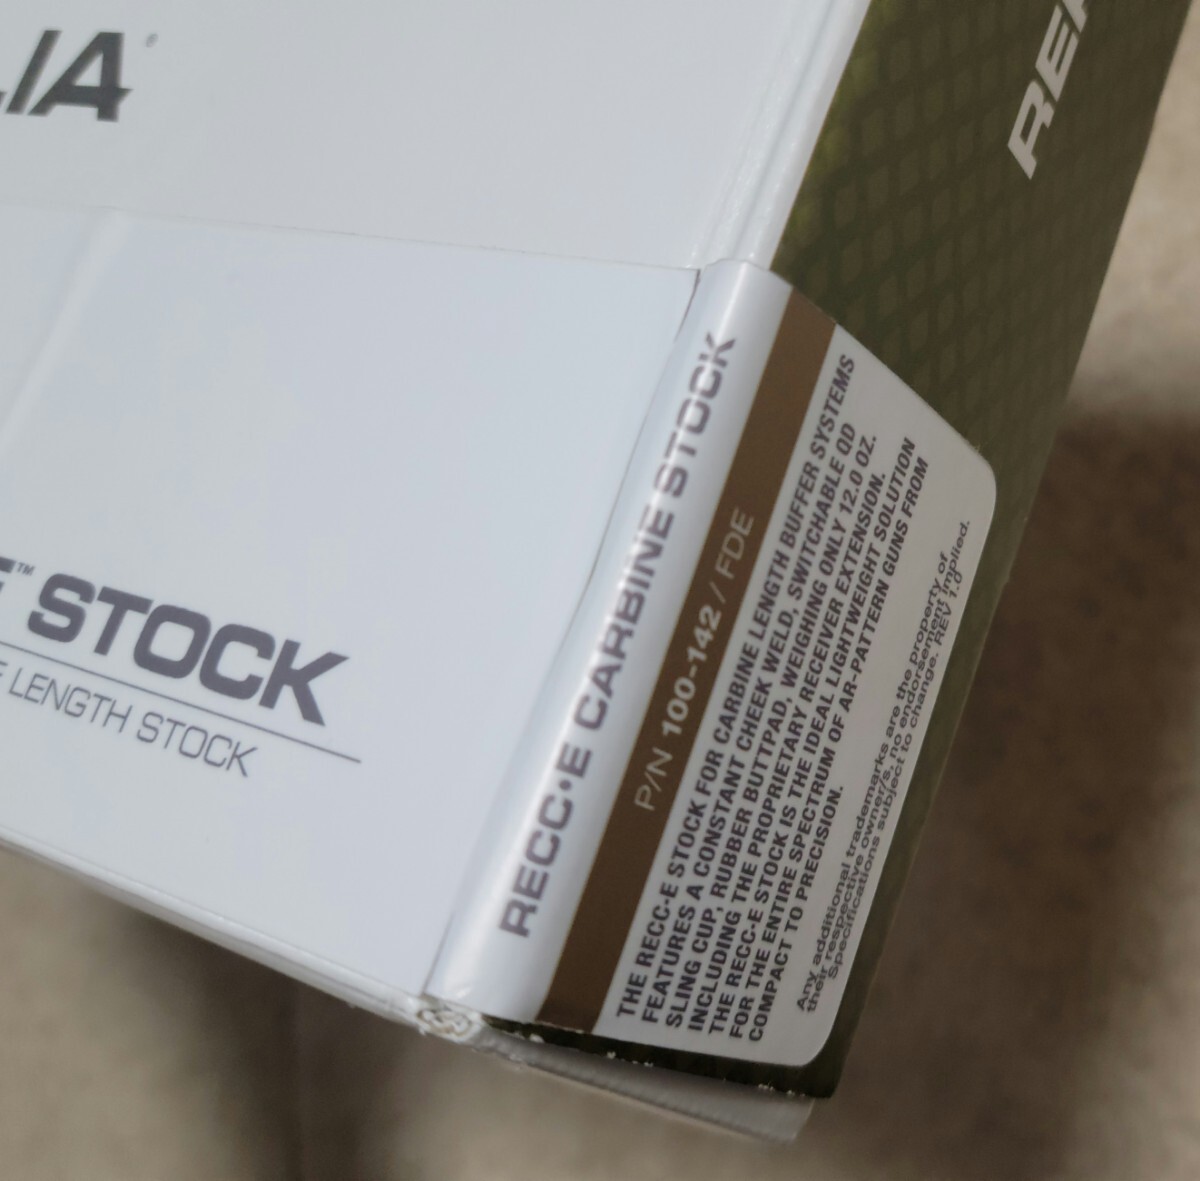 LIA
REP
STOCK
LENGTH STOCK
RECC•E CARBINE STOCK
P/N 100-142 / FDE
THE RECC-E STOCK FOR CARBINE LENGTH BUFFER SYSTEMS
FEATURES A CONSTANT CHEEK WELD, SWITCHABLE QD
SLING CUP, RUBBER BUTTPAD, WEIGHING ONLY 12.0 OZ.
INCLUDING THE PROPRIETARY RECEIVER EXTENSION.
THE RECC-E STOCK IS THE IDEAL LIGHTWEIGHT SOLUTION
FOR THE ENTIRE SPECTRUM OF AR-PATTERN GUNS FROM
COMPACT TO PRECISION.
Any additional trademarks are the property of
their respective owner/s, no endorsement implied.
Specifications subject to change. REV 1.0